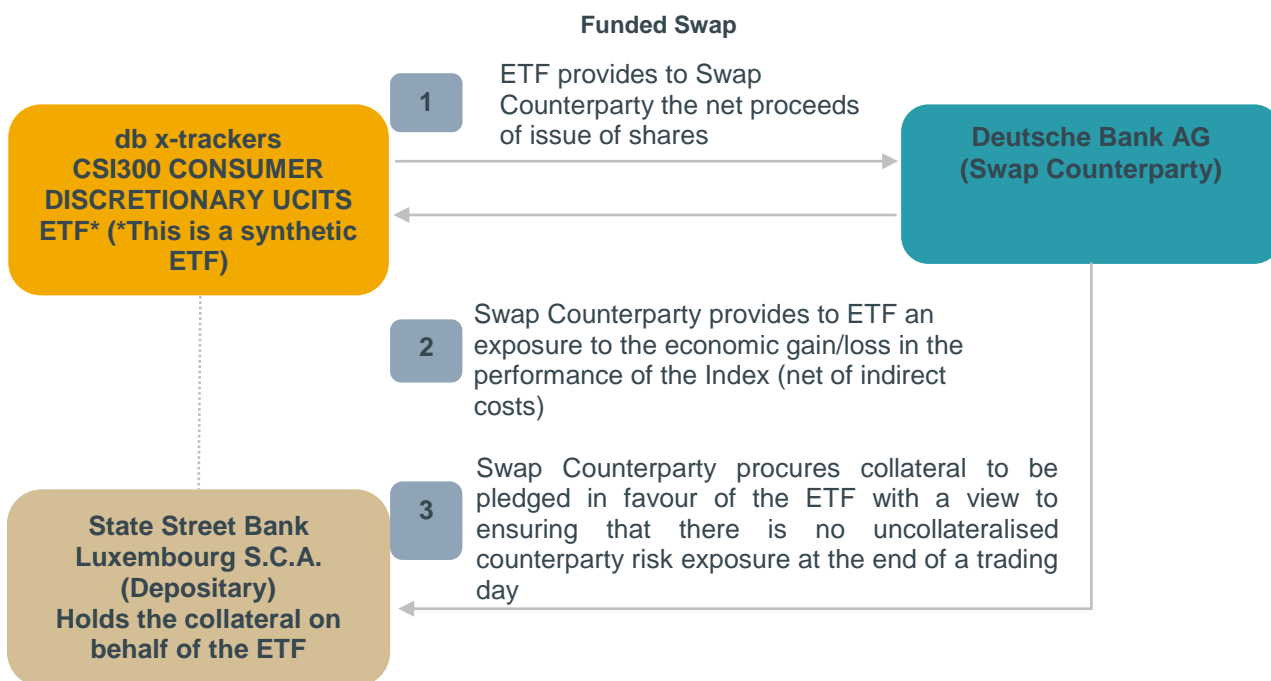 Funded Swap
1
ETF provides to Swap
Counterparty the net proceeds
of issue of shares
db x-trackers
CSI300 CONSUMER
DISCRETIONARY UCITS
ETF* (*This is a synthetic
ETF)
Deutsche Bank AG
(Swap Counterparty)
2
Swap Counterparty provides to ETF an
exposure to the economic gain/loss in the
performance of the Index (net of indirect
costs)
3
Swap Counterparty procures collateral to be
pledged in favour of the ETF with a view to
ensuring that there is no uncollateralised
counterparty risk exposure at the end of a trading
day
State Street Bank
Luxembourg S.C.A.
(Depositary)
Holds the collateral on
behalf of the ETF